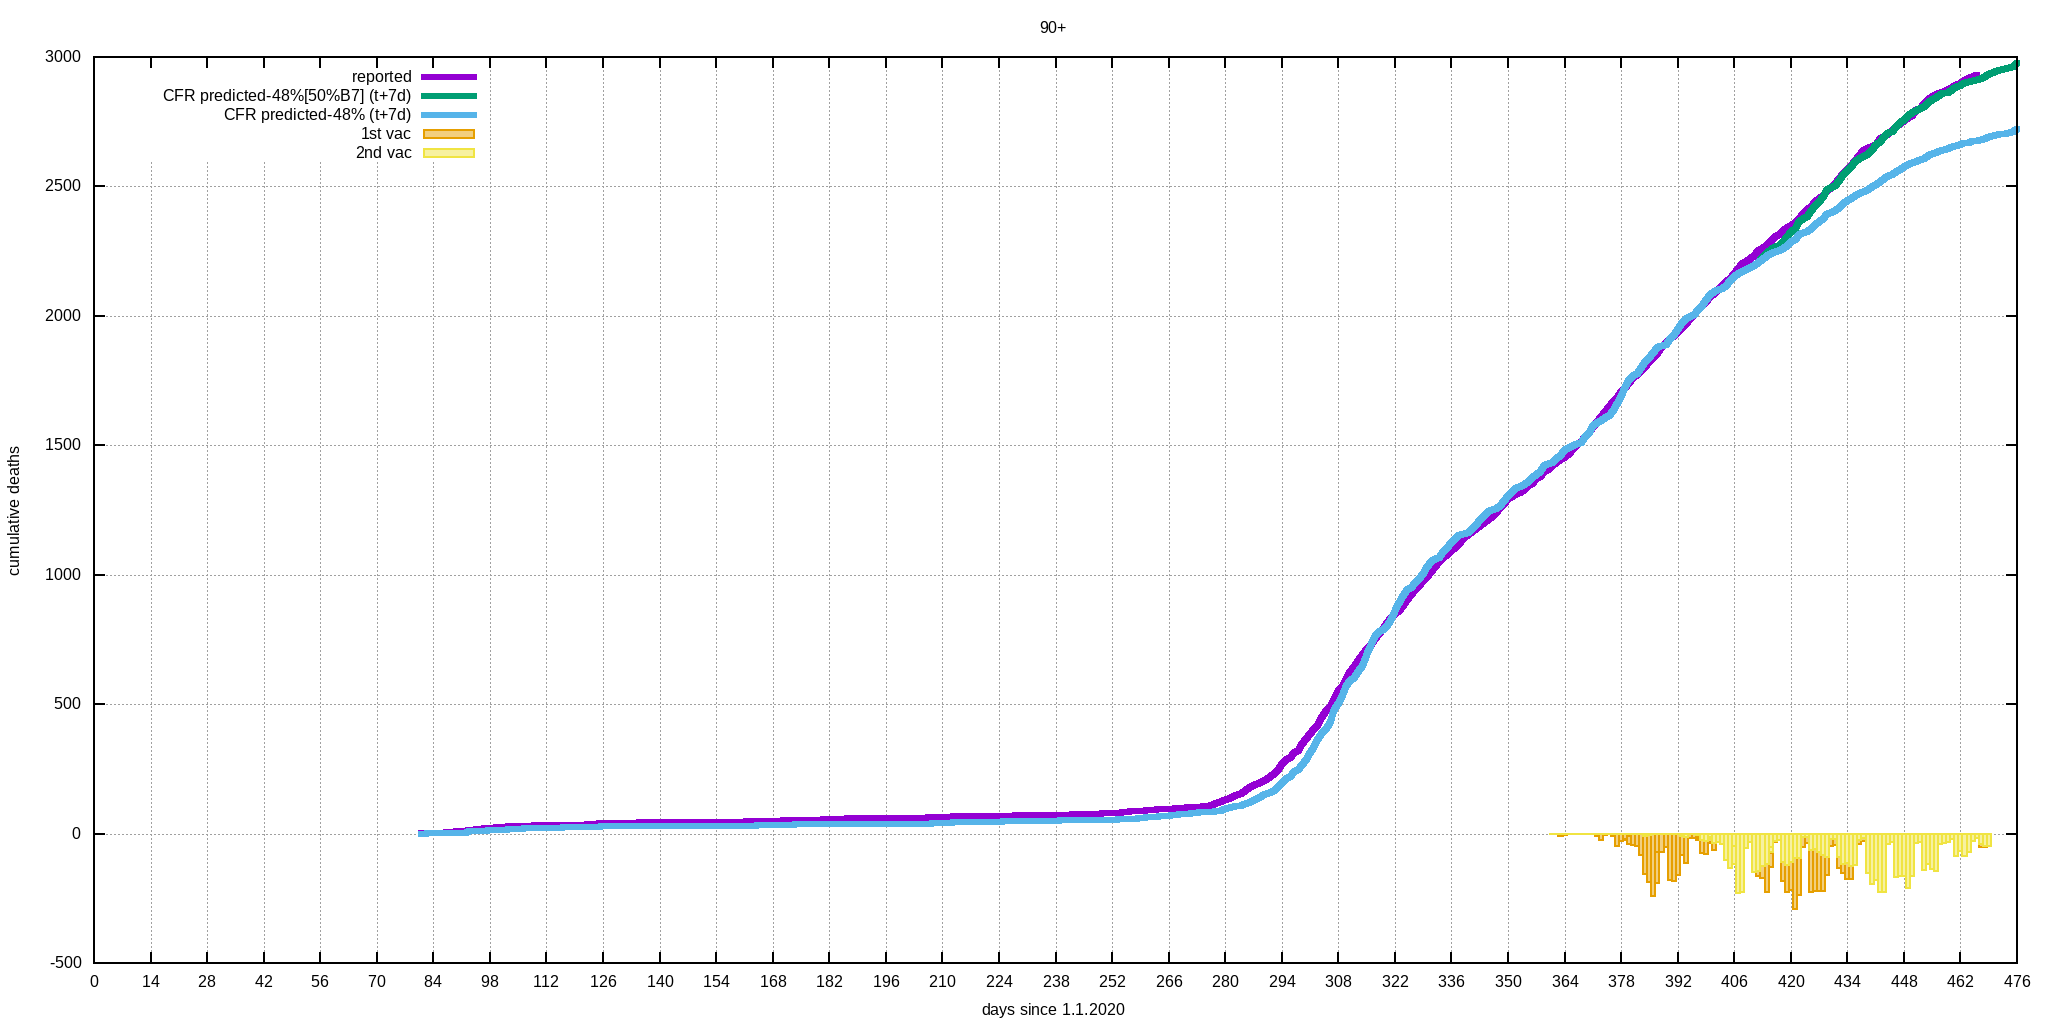 90+
3000
2500
2000
1500
1000
500
0
-500
cumulative deaths
reported
CFR predicted-48%[50%B7] (t+7d)
CFR predicted-48% (t+7d)
1st vac
2nd vac
0 14 28 42 56 70 84 98 112 126 140 154 168 182 196 210 224 238 252 266 280 294 308 322 336 350 364 378 392 406 420 434 448 462 476
days since 1.1.2020